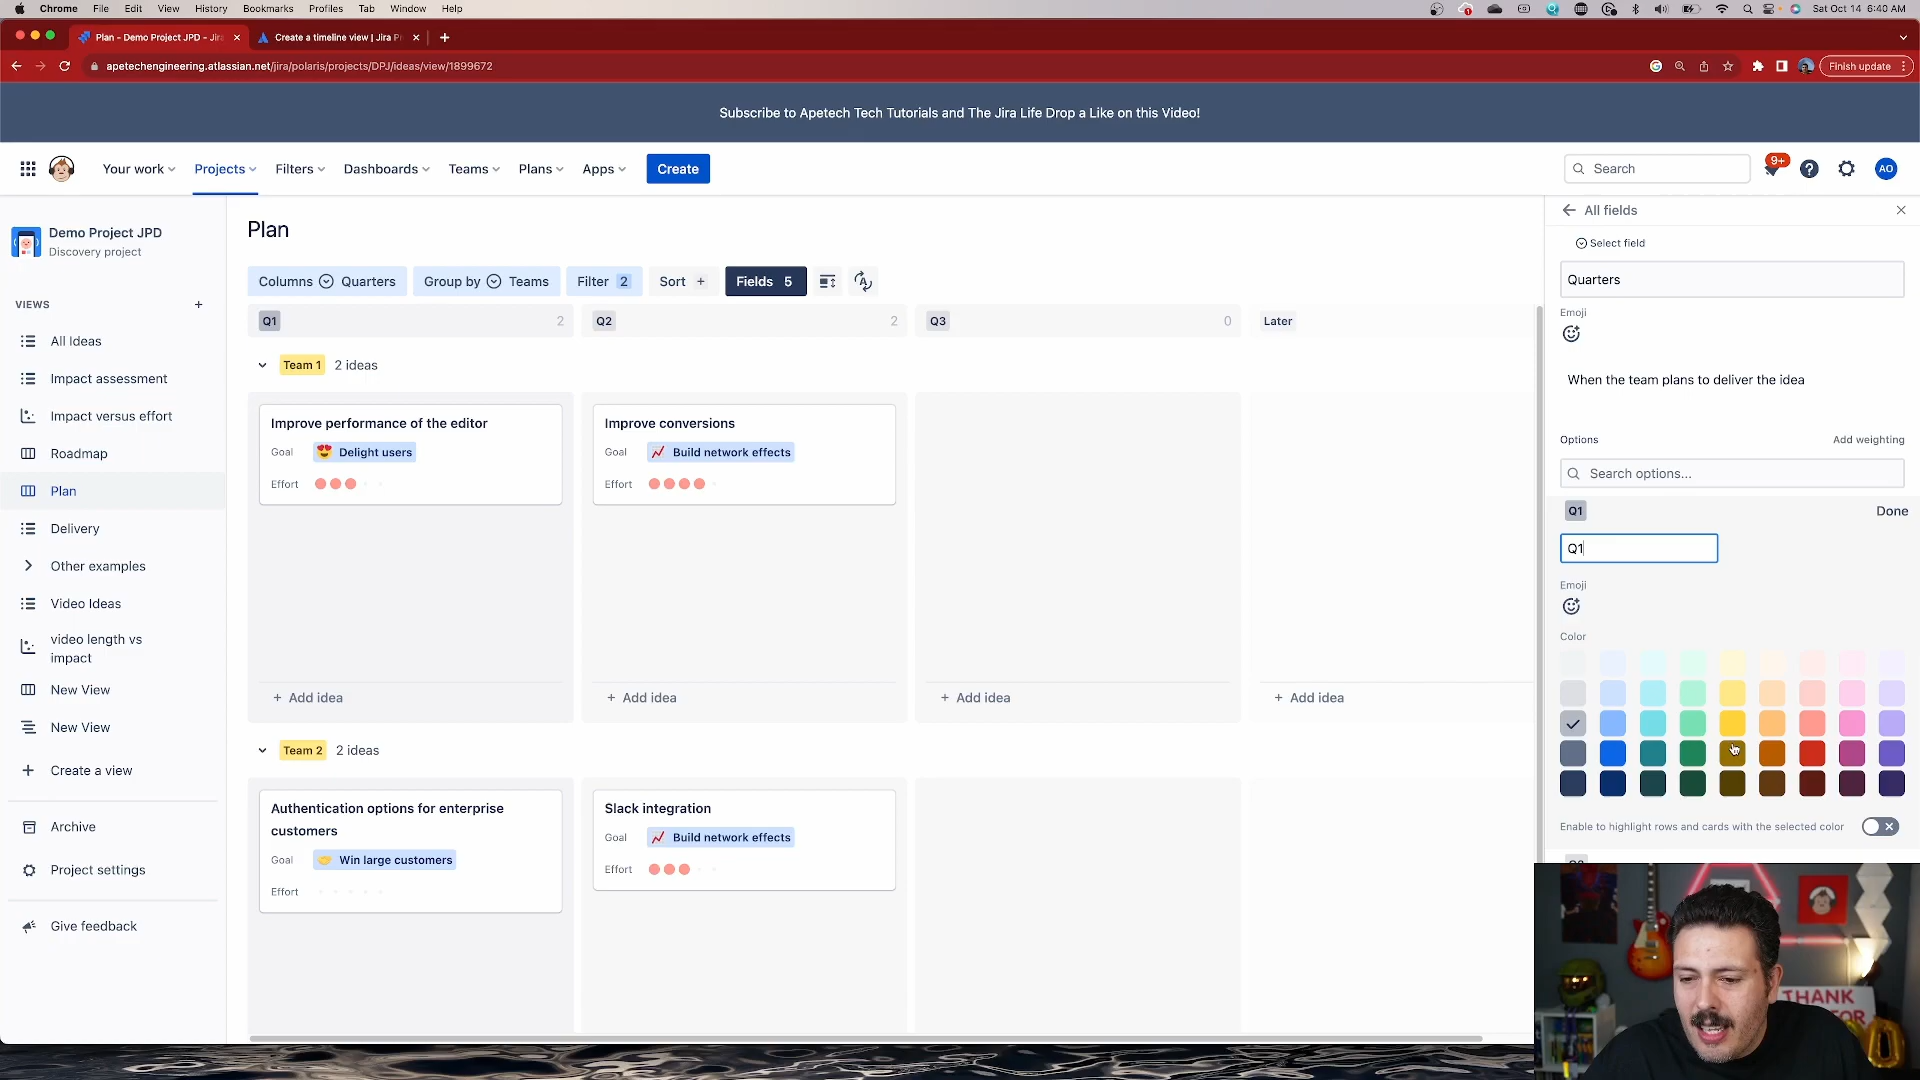 Chrome File Edit View History Bookmarks Profiles Tab Window Help
Sat Oct 14 6:40 AM
Plan - Demo Project JPD - Jira
Create a timeline view | Jira P
apetechengineering.atlassian.net/jira/polaris/projects/DPJ/ideas/view/1899672
Finish update
Subscribe to Apetech Tech Tutorials and The Jira Life Drop a Like on this Video!
Your work Projects Filters Dashboards Teams Plans Apps Create
Search
9+
AO
Demo Project JPD
Discovery project
VIEWS
All Ideas
Impact assessment
Impact versus effort
Roadmap
Plan
Delivery
Other examples
Video Ideas
video length vs
impact
New View
New View
Create a view
Archive
Project settings
Give feedback
Plan
Columns Quarters Group by Teams Filter 2 Sort + Fields 5
Q1 2 Q2 2 Q3 0 Later
Team 1 2 ideas
Improve performance of the editor
Goal 😍 Delight users
Effort
Improve conversions
Goal 📈 Build network effects
Effort
+ Add idea + Add idea + Add idea + Add idea
Team 2 2 ideas
Authentication options for enterprise
customers
Goal 🤝 Win large customers
Effort
Slack integration
Goal 📈 Build network effects
Effort
All fields
Select field
Quarters
Emoji
When the team plans to deliver the idea
Options Add weighting
Search options...
Q1 Done
Q1
Emoji
Color
Enable to highlight rows and cards with the selected color
THANK